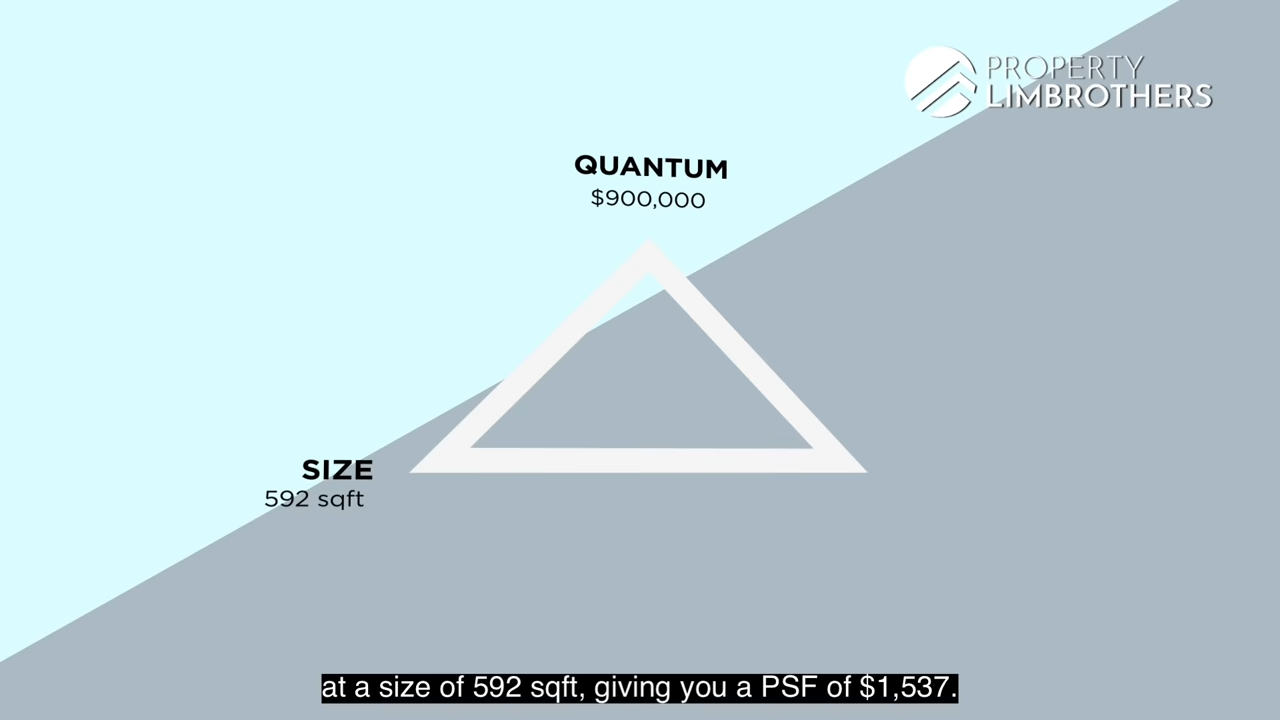 PROPERTY
LIMBROTHERS
QUANTUM
$900,000
SIZE
592 sqft
at a size of 592 sqft, giving you a PSF of $1,537.